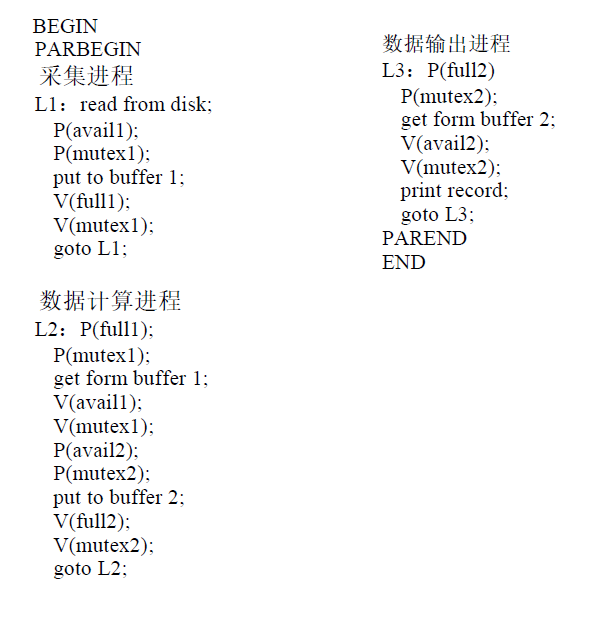 BEGIN
PARBEGIN
采集进程
L1：read from disk;
P(avail1);
P(mutex1);
put to buffer 1;
V(full1);
V(mutex1);
goto L1;
数据计算进程
L2：P(full1);
P(mutex1);
get form buffer 1;
V(avail1);
V(mutex1);
P(avail2);
P(mutex2);
put to buffer 2;
V(full2);
V(mutex2);
goto L2;
数据输出进程
L3：P(full2)
P(mutex2);
get form buffer 2;
V(avail2);
V(mutex2);
print record;
goto L3;
PAREND
END